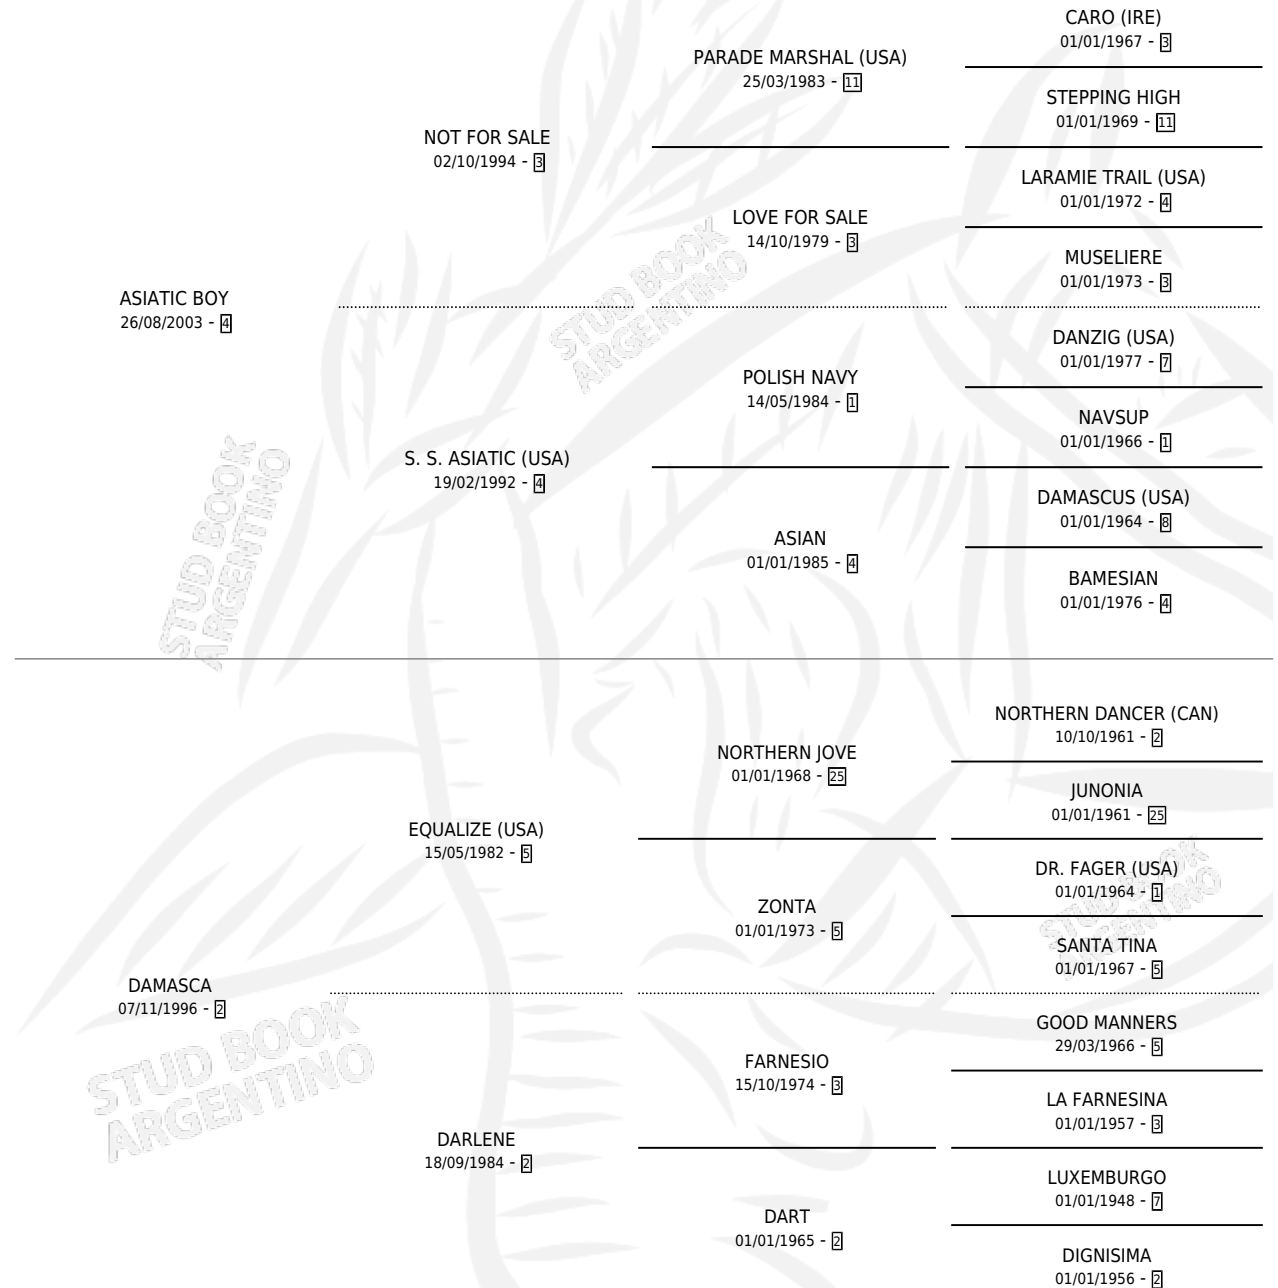 CARO (IRE)
01/01/1967 - 3
PARADE MARSHAL (USA)
25/03/1983 - 11
STEPPING HIGH
01/01/1969 - 11
NOT FOR SALE
02/10/1994 - 3
LARAMIE TRAIL (USA)
01/01/1972 - 4
LOVE FOR SALE
14/10/1979 - 3
MUSELIERE
01/01/1973 - 3
ASIATIC BOY
26/08/2003 - 4
DANZIG (USA)
01/01/1977 - 7
POLISH NAVY
14/05/1984 - 1
NAVSUP
01/01/1966 - 1
S. S. ASIATIC (USA)
19/02/1992 - 4
DAMASCUS (USA)
01/01/1964 - 8
ASIAN
01/01/1985 - 4
BAMESIAN
01/01/1976 - 4
NORTHERN DANCER (CAN)
10/10/1961 - 2
NORTHERN JOVE
01/01/1968 - 25
JUNONIA
01/01/1961 - 25
EQUALIZE (USA)
15/05/1982 - 5
DR. FAGER (USA)
01/01/1964 - 1
ZONTA
01/01/1973 - 5
SANTA TINA
01/01/1967 - 5
DAMASCA
07/11/1996 - 2
GOOD MANNERS
29/03/1966 - 5
FARNESIO
15/10/1974 - 3
LA FARNESINA
01/01/1957 - 3
DARLENE
18/09/1984 - 2
LUXEMBURGO
01/01/1948 - 7
DART
01/01/1965 - 2
DIGNISIMA
01/01/1956 - 2
STUD BOOK
ARGENTINO
STUD BOOK
ARGENTINO
STUD BOOK
ARGENTINO
STUD BOOK
ARGENTINO